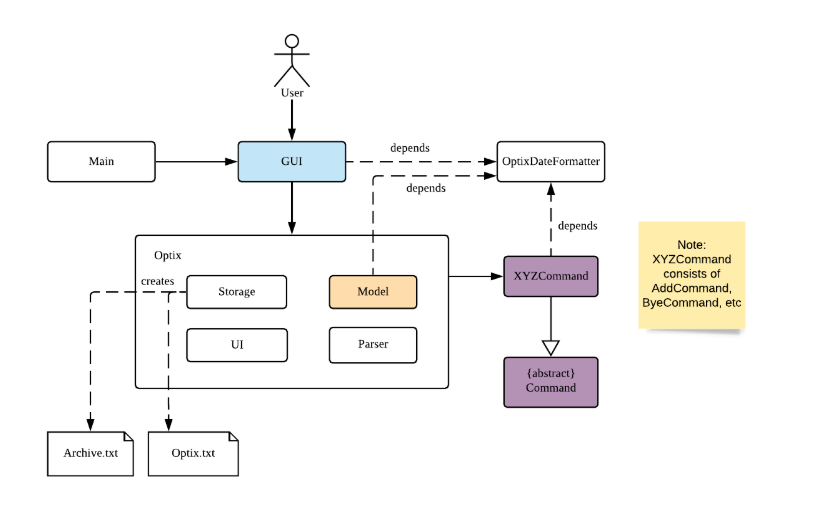 User
Main
GUI
depends
OptixDateFormatter
depends
depends
Optix
creates
Storage
Model
XYZCommand
UI
Parser
{abstract}
Command
Note:
XYZCommand
consists of
AddCommand,
ByeCommand, etc
Archive.txt
Optix.txt